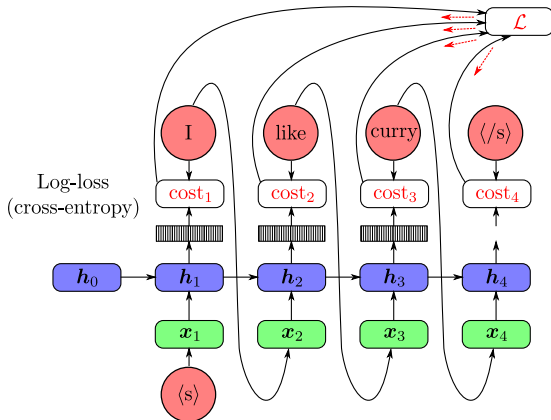 ℒ
I like curry ⟨/s⟩
Log-loss
(cross-entropy)
cost₁ cost₂ cost₃ cost₄
h₀ h₁ h₂ h₃ h₄
x₁ x₂ x₃ x₄
⟨s⟩